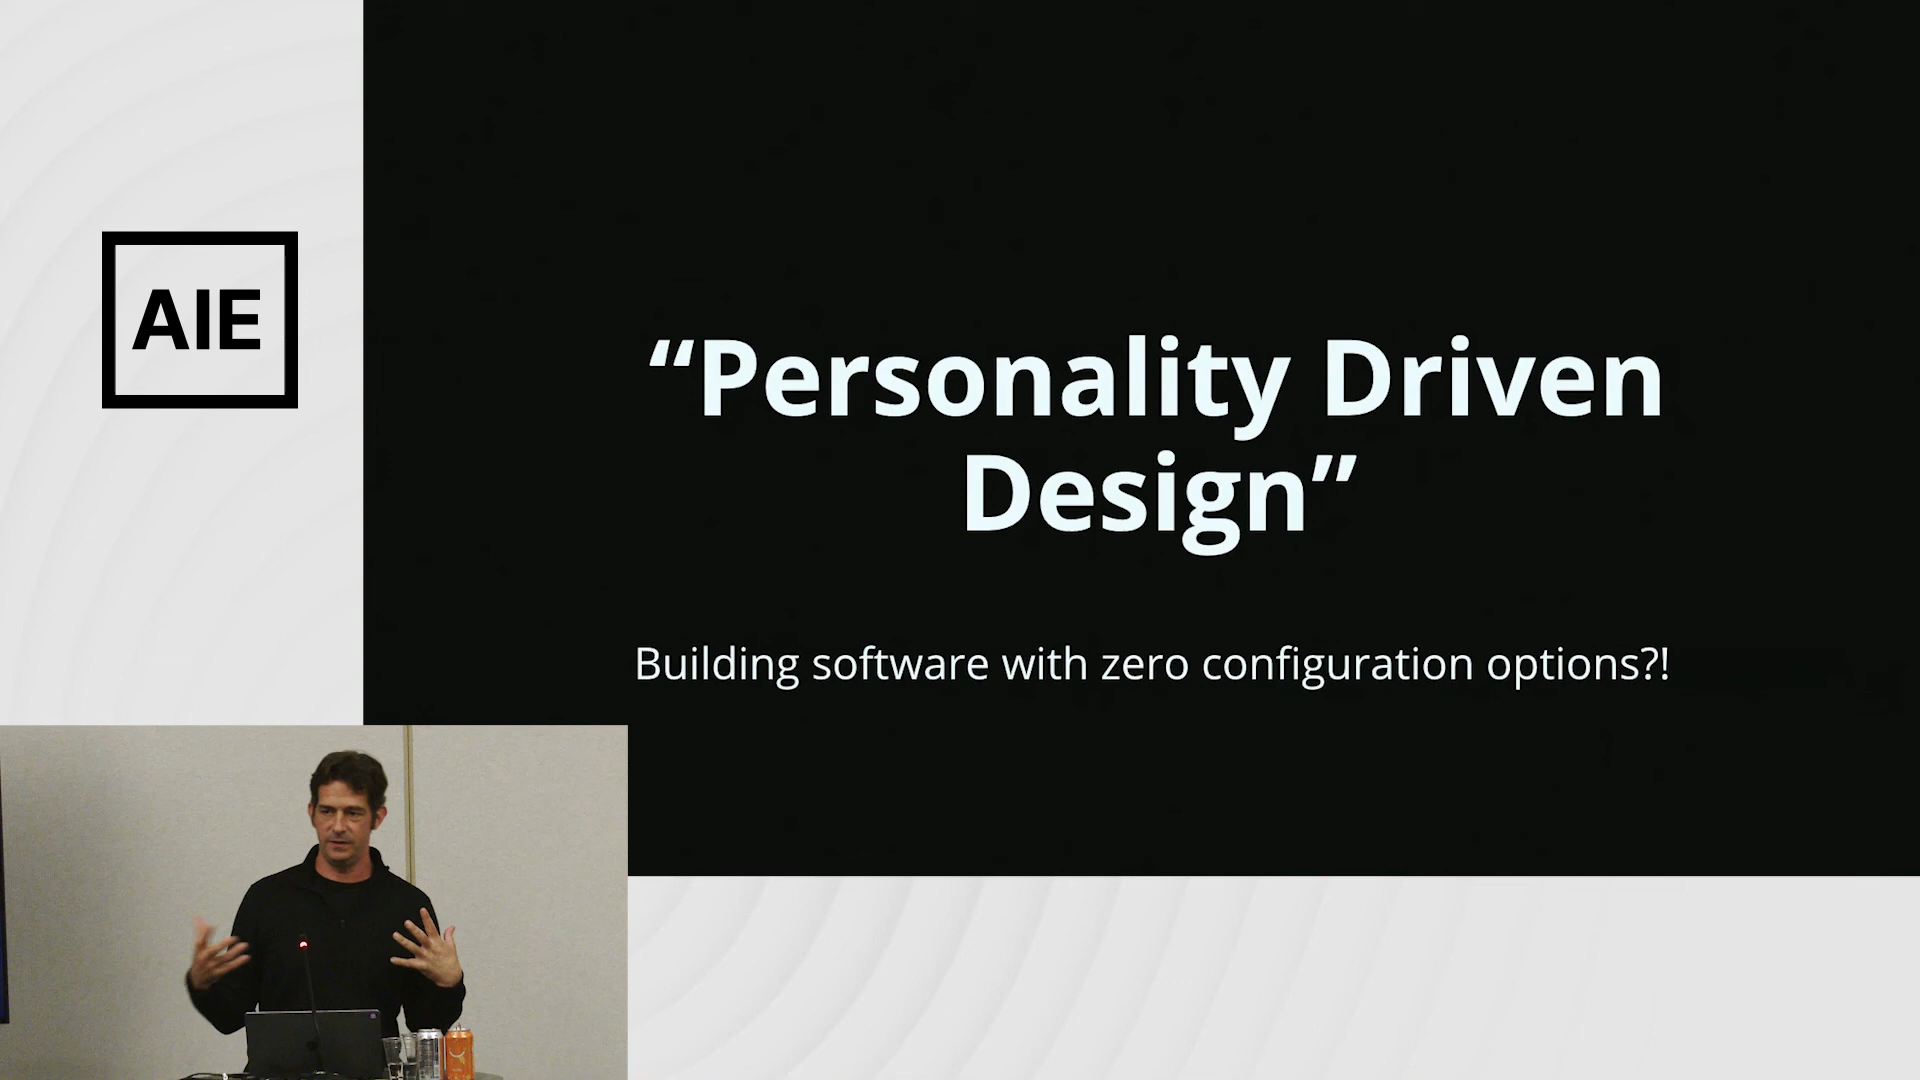 AIE
“Personality Driven
Design”
Building software with zero configuration options?!